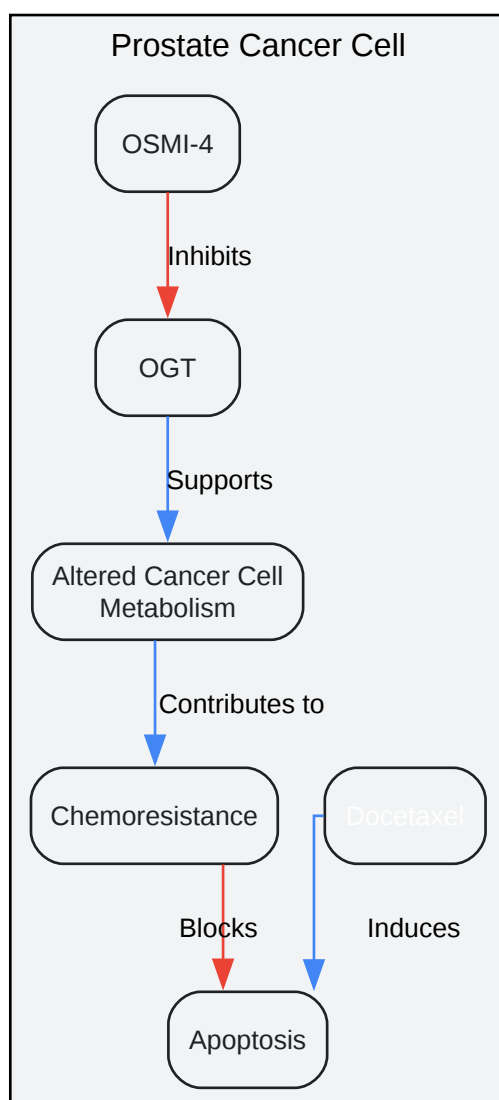 Prostate Cancer Cell
OSMI-4
Inhibits
OGT
Supports
Altered Cancer Cell
Metabolism
Contributes to
Chemoresistance
Docetaxel
Blocks
Induces
Apoptosis